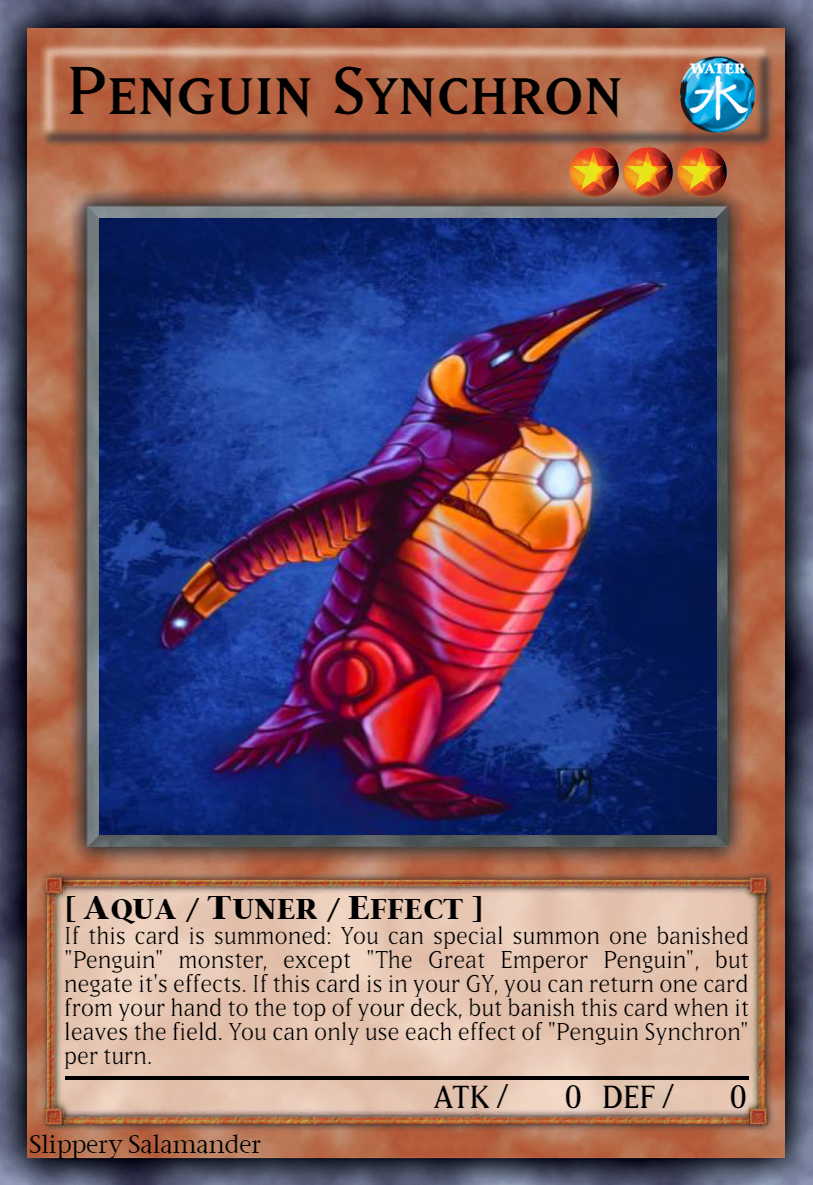 Penguin Synchron
WATER
水
[ Aqua / Tuner / Effect ]
If this card is summoned: You can special summon one banished
"Penguin" monster, except "The Great Emperor Penguin", but
negate it's effects. If this card is in your GY, you can return one card
from your hand to the top of your deck, but banish this card when it
leaves the field. You can only use each effect of "Penguin Synchron"
per turn.
ATK / 0 DEF / 0
Slippery Salamander